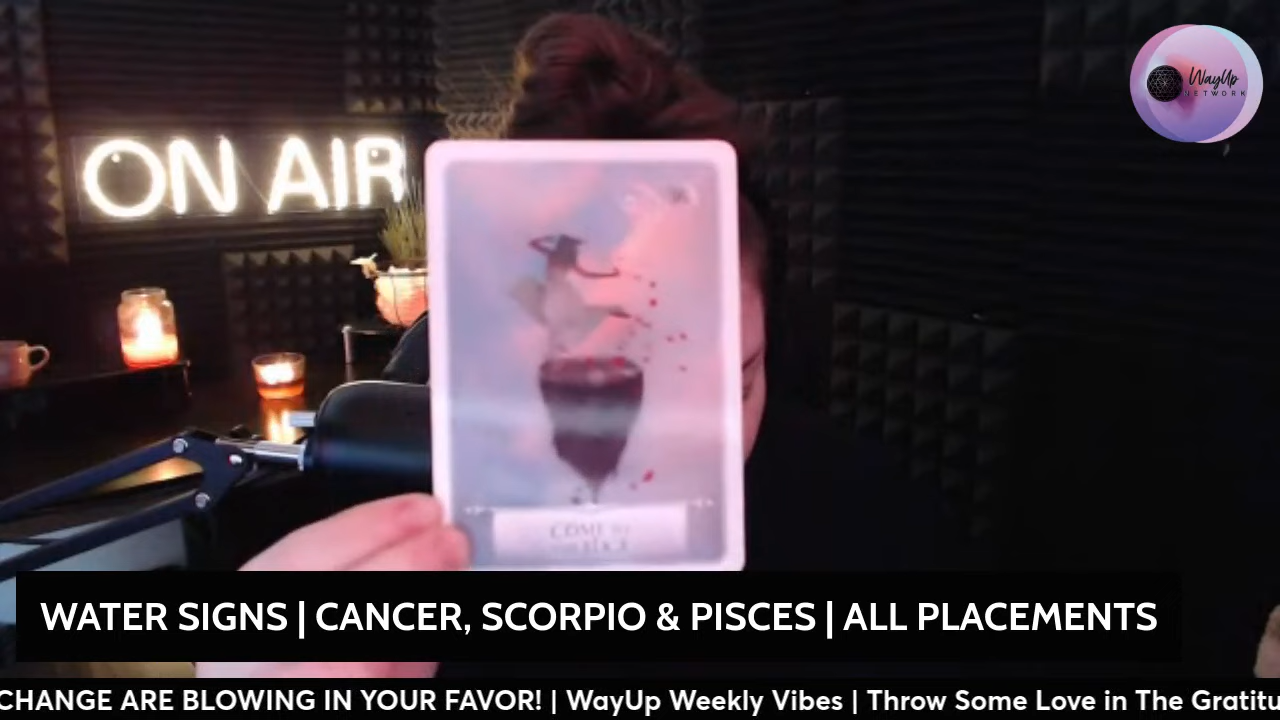 WayUp
NETWORK
ON AIR
COME
WATER SIGNS | CANCER, SCORPIO & PISCES | ALL PLACEMENTS
CHANGE ARE BLOWING IN YOUR FAVOR! | WayUp Weekly Vibes | Throw Some Love in The Gratitu